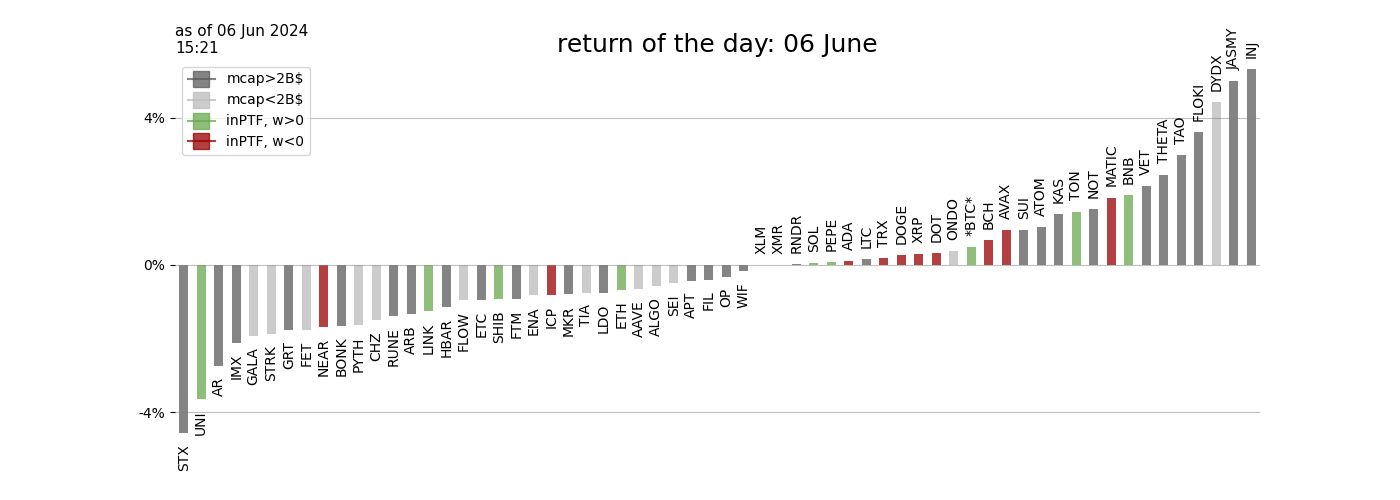 as of 06 Jun 2024
15:21
return of the day: 06 June
mcap>2B$
mcap<2B$
inPTF, w>0
inPTF, w<0
4%
0%
-4%
STX
UNI
AR
IMX
GALA
STRK
GRT
FET
NEAR
BONK
PYTH
CHZ
RUNE
ARB
LINK
HBAR
FLOW
ETC
SHIB
FTM
ENA
ICP
MKR
TIA
LDO
ETH
AAVE
ALGO
SEI
APT
FIL
OP
WIF
XLM
XMR
RNDR
SOL
PEPE
ADA
LTC
TRX
DOGE
XRP
DOT
ONDO
*BTC*
BCH
AVAX
SUI
ATOM
KAS
TON
NOT
MATIC
BNB
VET
THETA
TAO
FLOKI
DYDX
JASMY
INJ